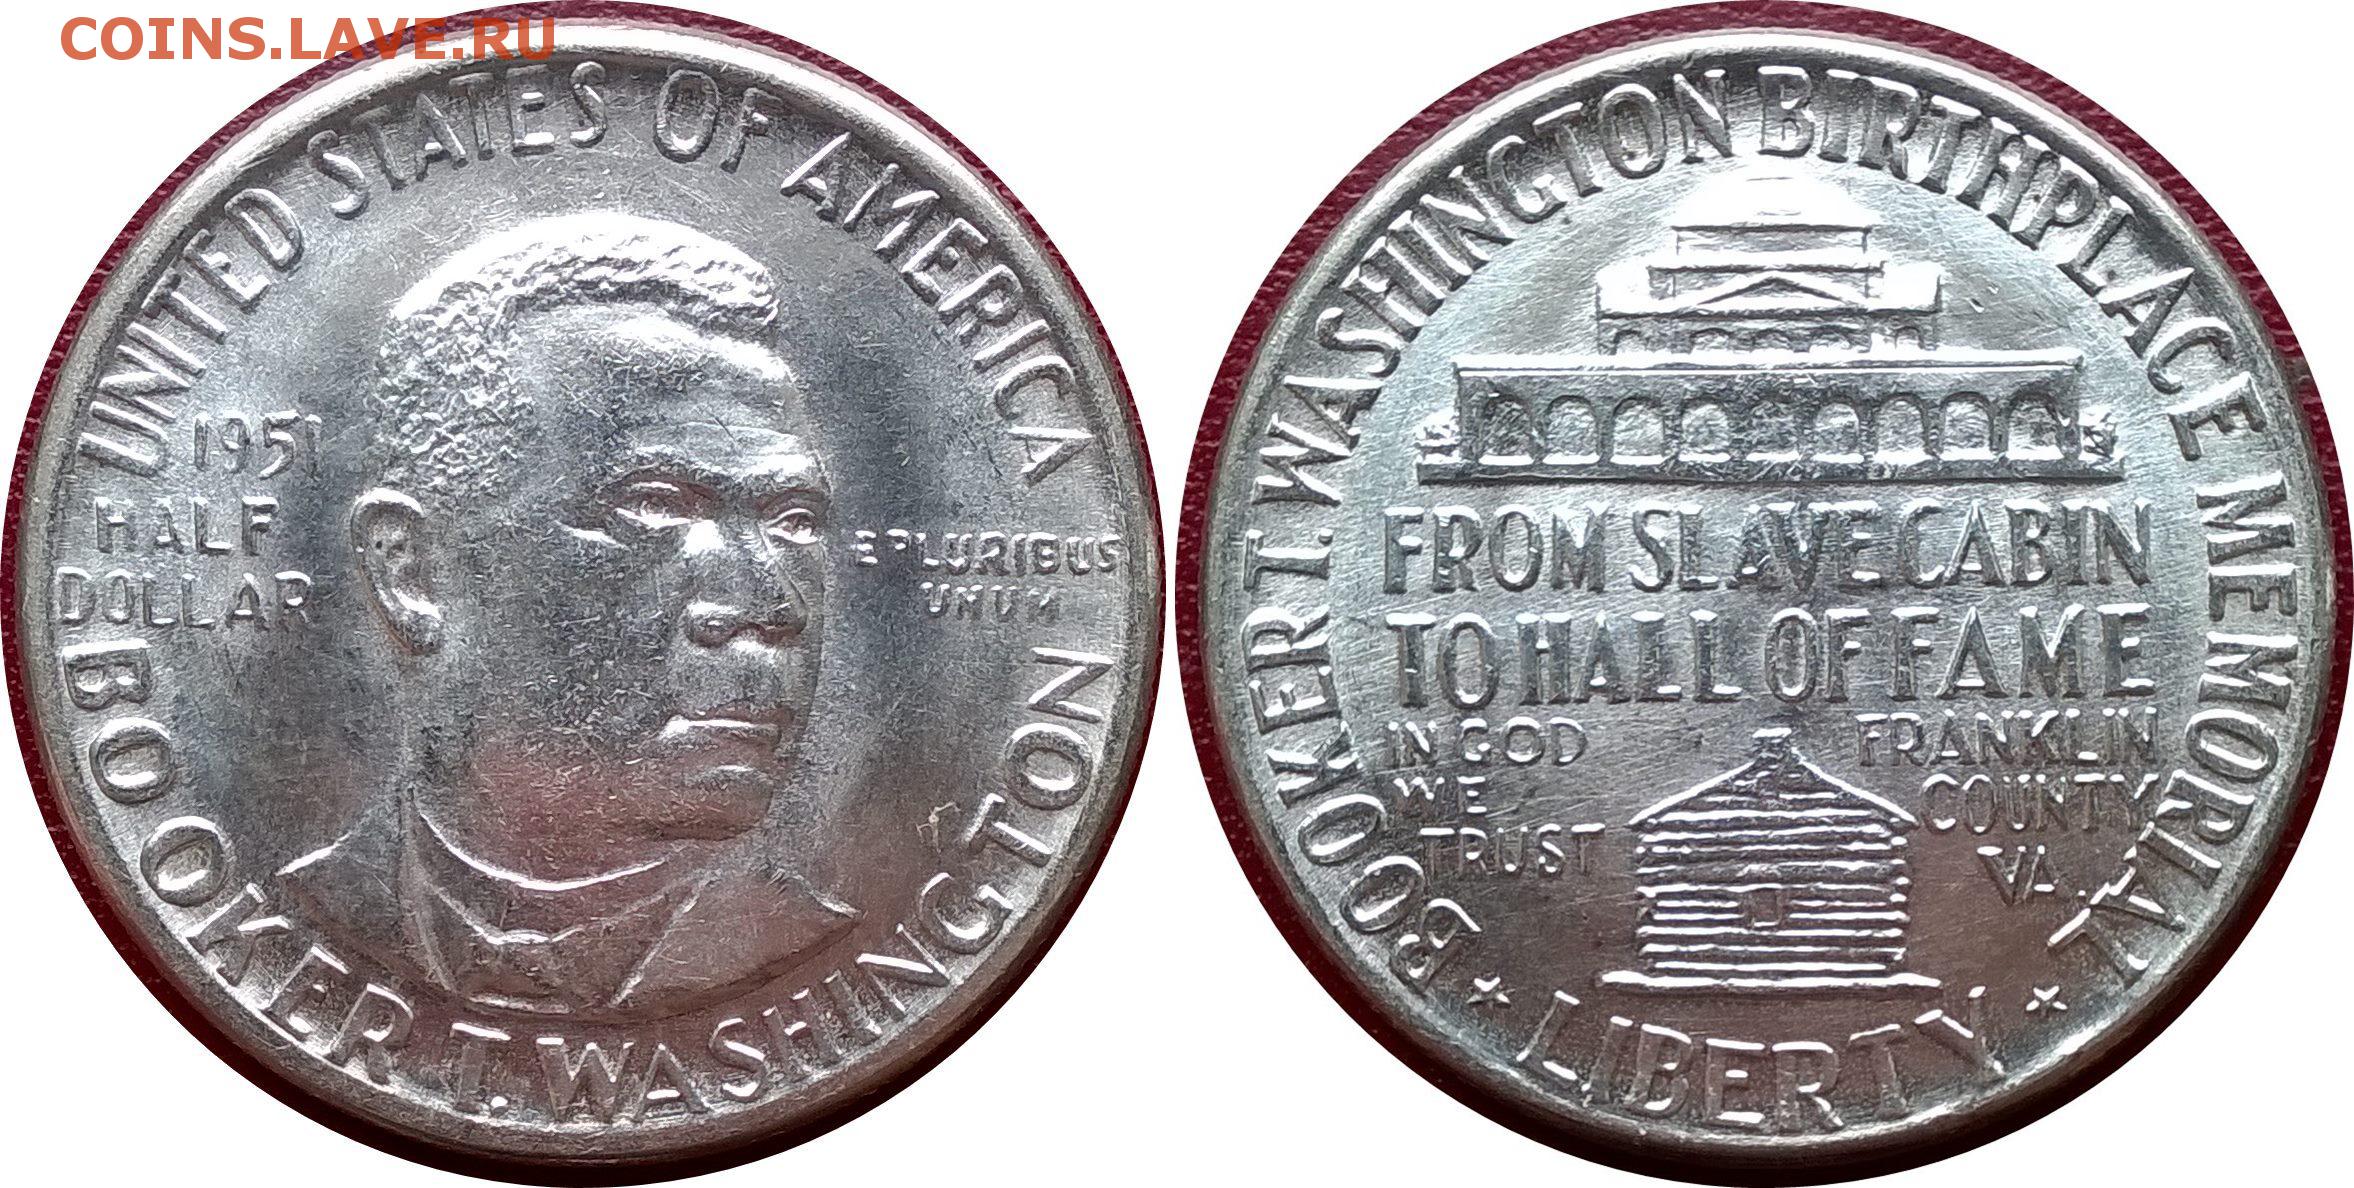 COINS.LAVE.RU
UNITED STATES OF AMERICA
1951
HALF
DOLLAR
E PLURIBUS
UNUM
BOOKER T. WASHINGTON
BOOKER T. WASHINGTON BIRTHPLACE MEMORIAL
FROM SLAVE CABIN
TO HALL OF FAME
IN GOD
WE
TRUST
FRANKLIN
COUNTY
VA.
LIBERTY